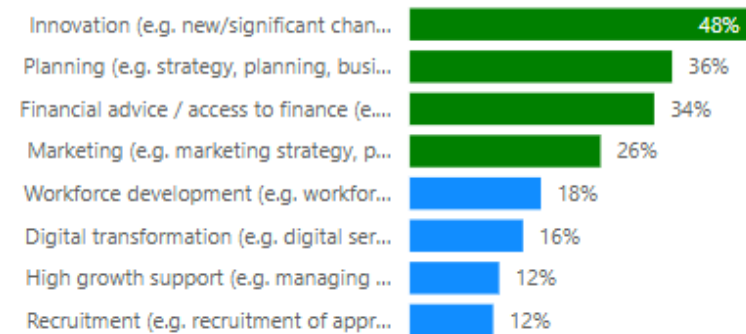 Innovation (e.g. new/significant chan... 48%
Planning (e.g. strategy, planning, busi... 36%
Financial advice / access to finance (e.... 34%
Marketing (e.g. marketing strategy, p... 26%
Workforce development (e.g. workfor... 18%
Digital transformation (e.g. digital ser... 16%
High growth support (e.g. managing ... 12%
Recruitment (e.g. recruitment of appr... 12%